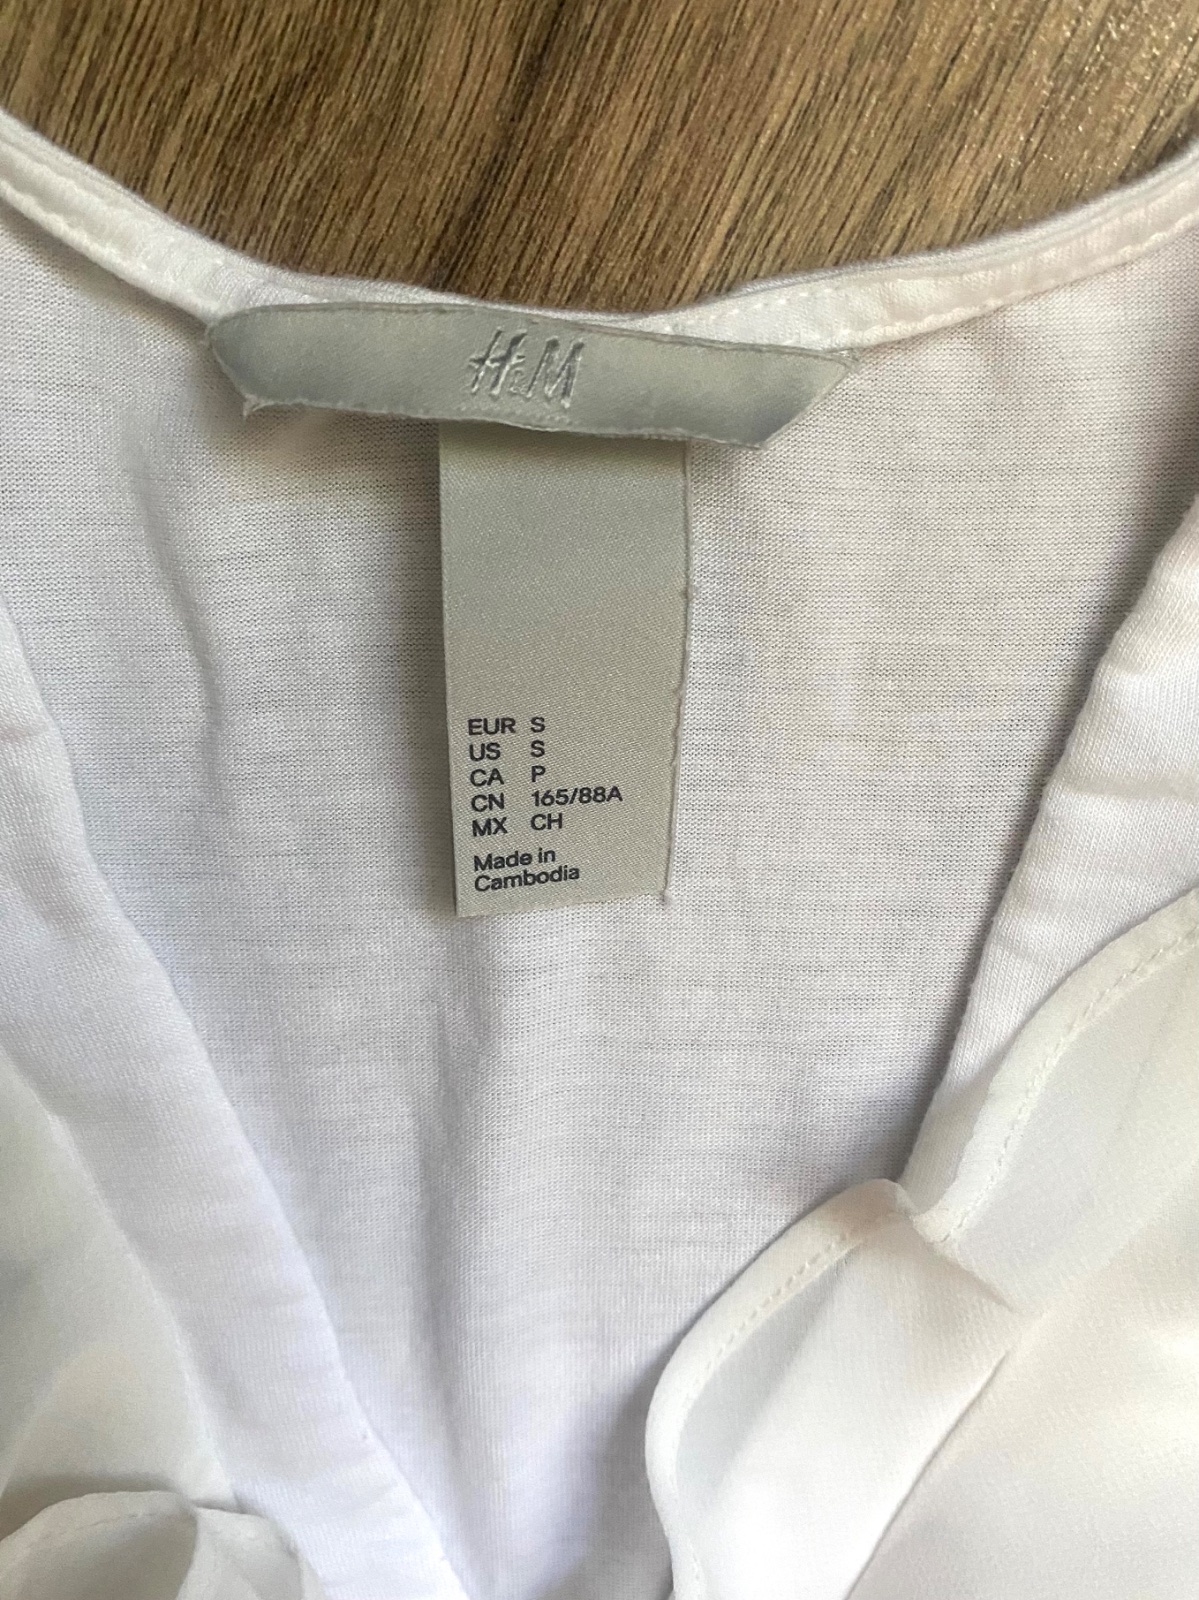 H&M
EUR S
US S
CA P
CN 165/88A
MX CH
Made in
Cambodia